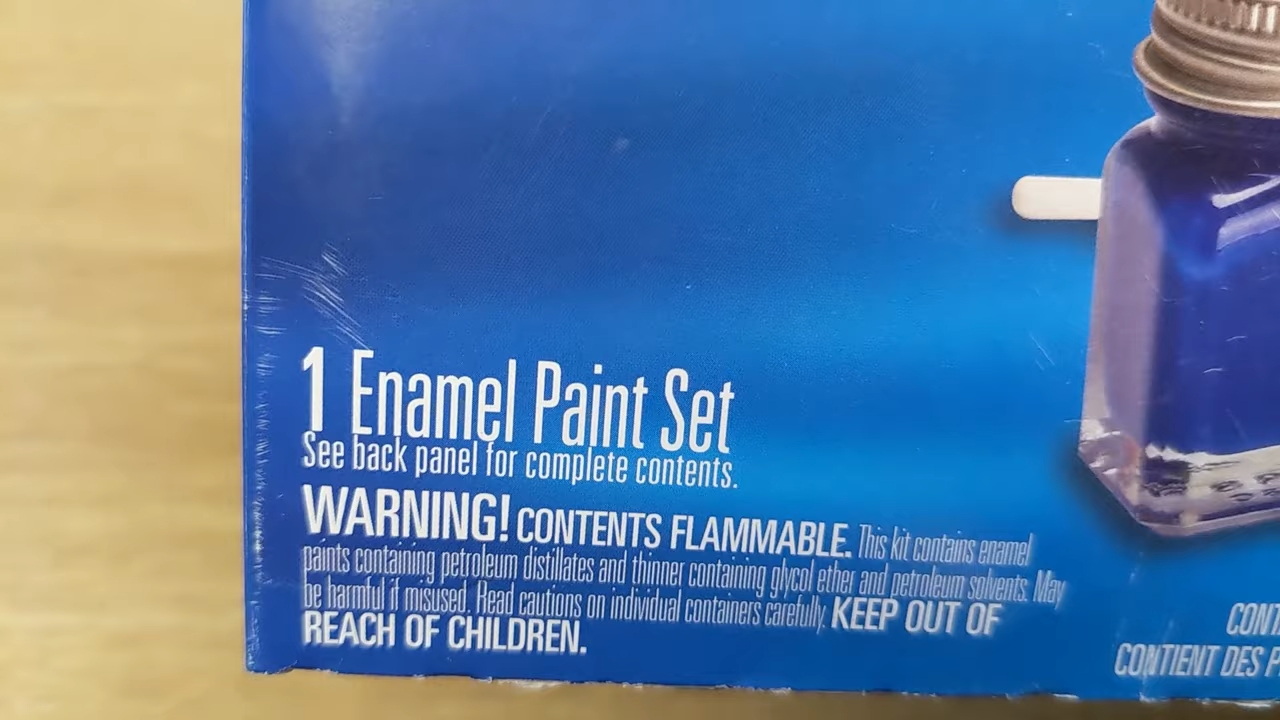 1 Enamel Paint Set
See back panel for complete contents.
WARNING! CONTENTS FLAMMABLE. This kit contains enamel
paints containing petroleum distillates and thinner containing glycol ether and petroleum solvents. May
be harmful if misused. Read cautions on individual containers carefully. KEEP OUT OF
REACH OF CHILDREN.
CONT
CONTIENT DES P